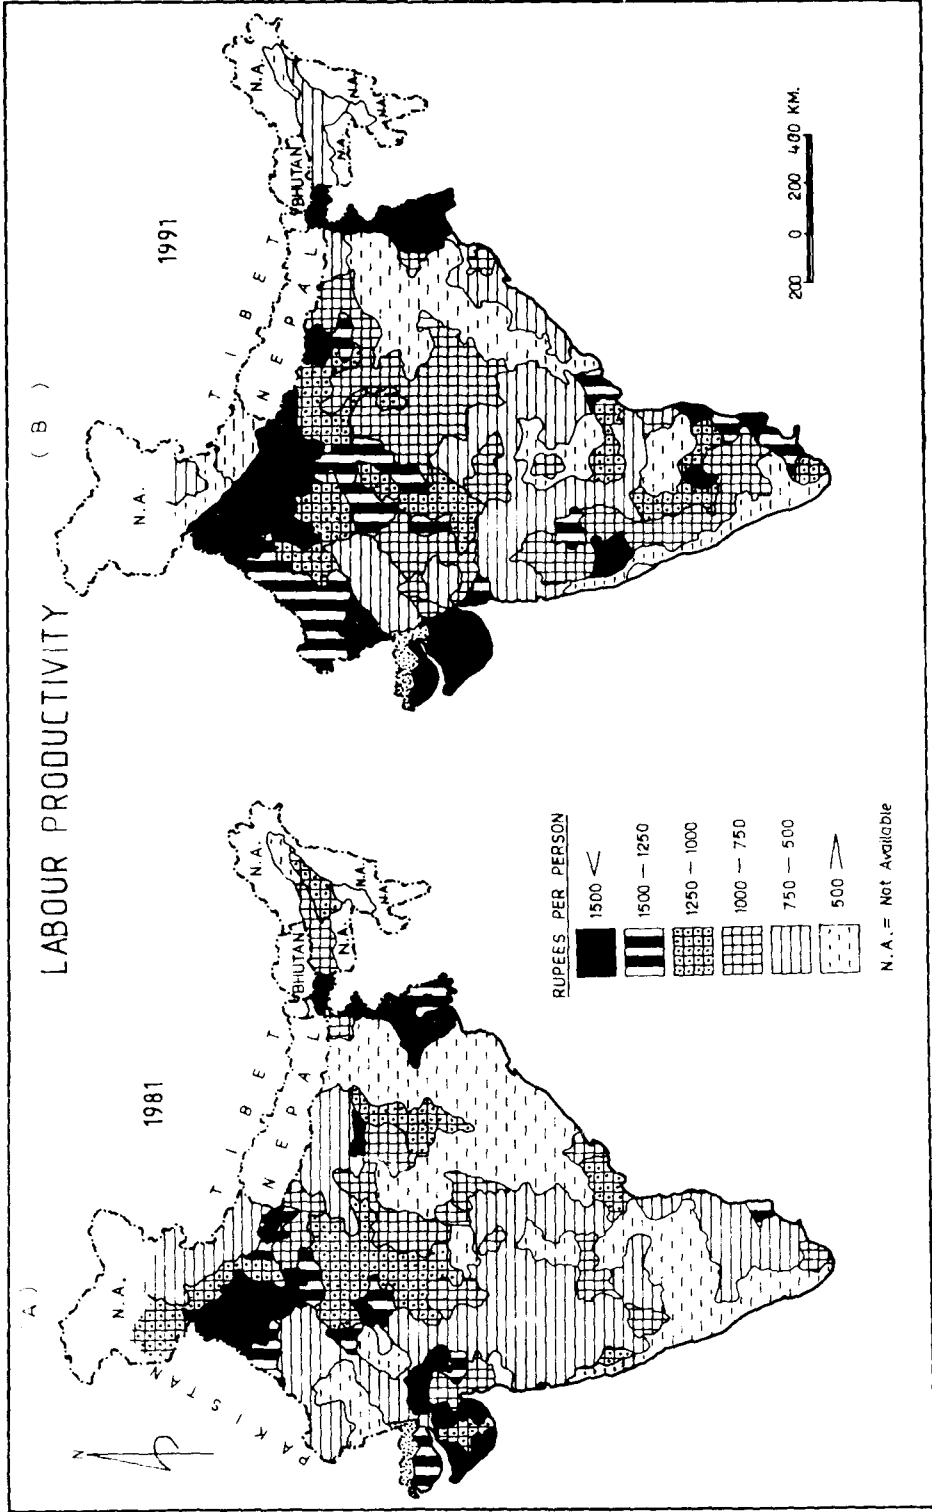 LABOUR PRODUCTIVITY
A )
1981
N
PAKISTAN
N.A.
TIBET
NEPAL
BHUTAN
N.A.
N.A.
N.A.
N.A.
( B )
1991
N.A.
TIBET
NEPAL
BHUTAN
N.A.
N.A.
N.A.
N.A.
N.A.
RUPEES PER PERSON
1500 <
1500 – 1250
1250 – 1000
1000 – 750
750 – 500
500 >
N.A. = Not Available
200 0 200 400 KM.